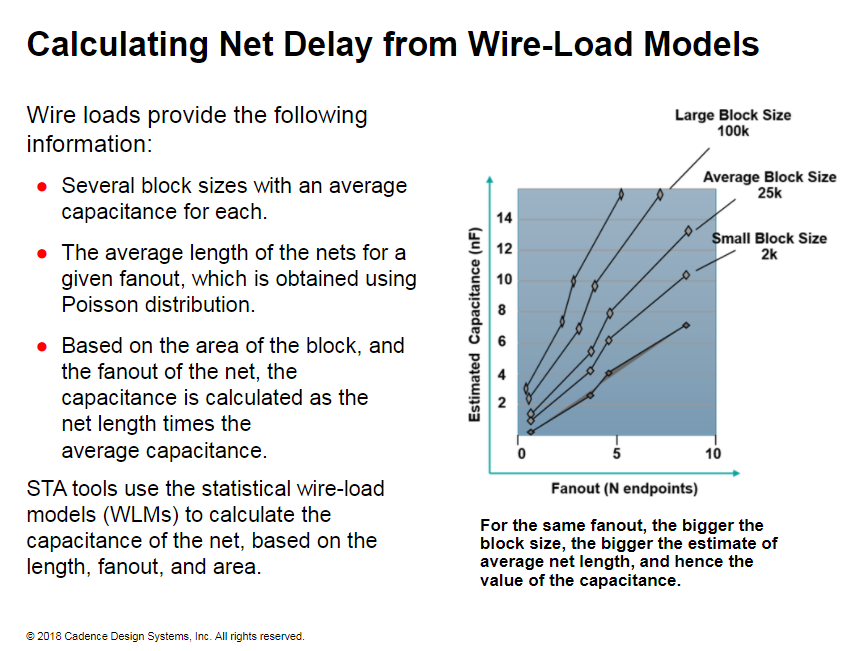 Calculating Net Delay from Wire-Load Models
Wire loads provide the following
information:
● Several block sizes with an average
capacitance for each.
● The average length of the nets for a
given fanout, which is obtained using
Poisson distribution.
● Based on the area of the block, and
the fanout of the net, the
capacitance is calculated as the
net length times the
average capacitance.
STA tools use the statistical wire-load
models (WLMs) to calculate the
capacitance of the net, based on the
length, fanout, and area.
Large Block Size
100k
Average Block Size
25k
Small Block Size
2k
Estimated Capacitance (nF)
14
12
10
8
6
4
2
0 5 10
Fanout (N endpoints)
For the same fanout, the bigger the
block size, the bigger the estimate of
average net length, and hence the
value of the capacitance.
© 2018 Cadence Design Systems, Inc. All rights reserved.